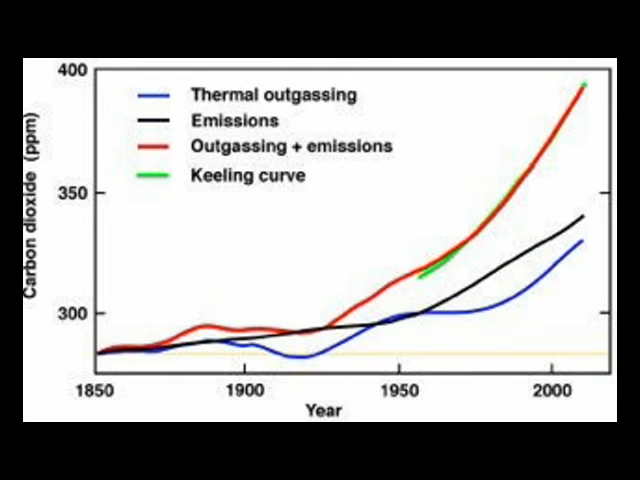 400
Thermal outgassing
Emissions
Outgassing + emissions
Keeling curve
350
Carbon dioxide (ppm)
300
1850 1900 1950 2000
Year